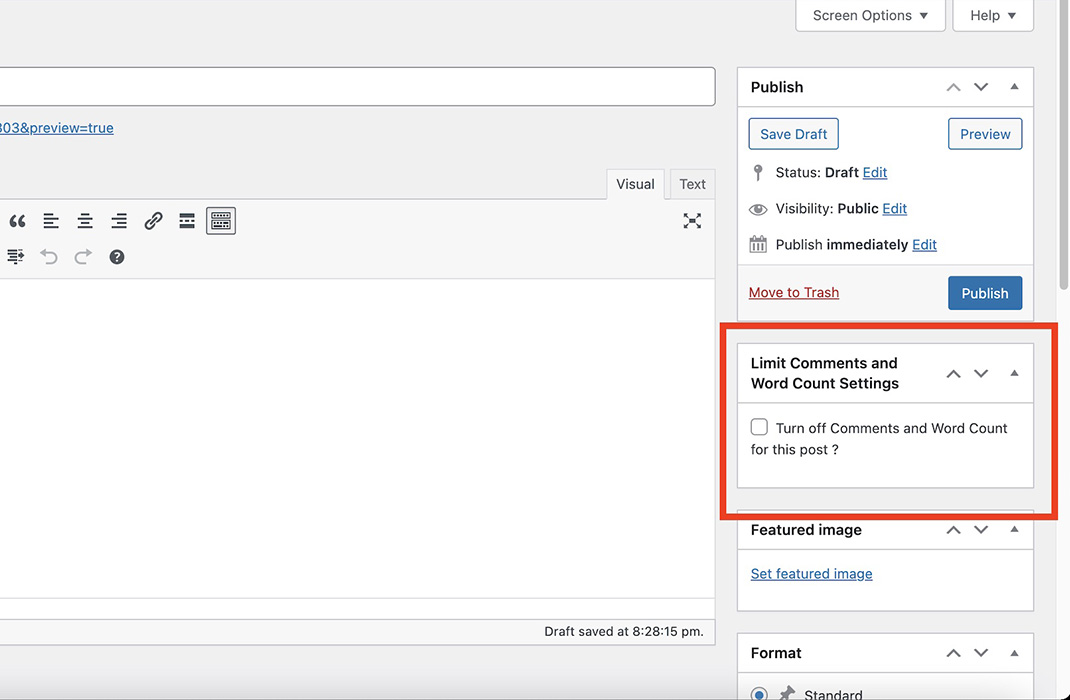 Screen Options ▼
Help ▼
303&preview=true
Visual
Text
Draft saved at 8:28:15 pm.
Publish
Save Draft
Preview
Status: Draft Edit
Visibility: Public Edit
Publish immediately Edit
Move to Trash
Publish
Limit Comments and
Word Count Settings
Turn off Comments and Word Count
for this post ?
Featured image
Set featured image
Format
Standard